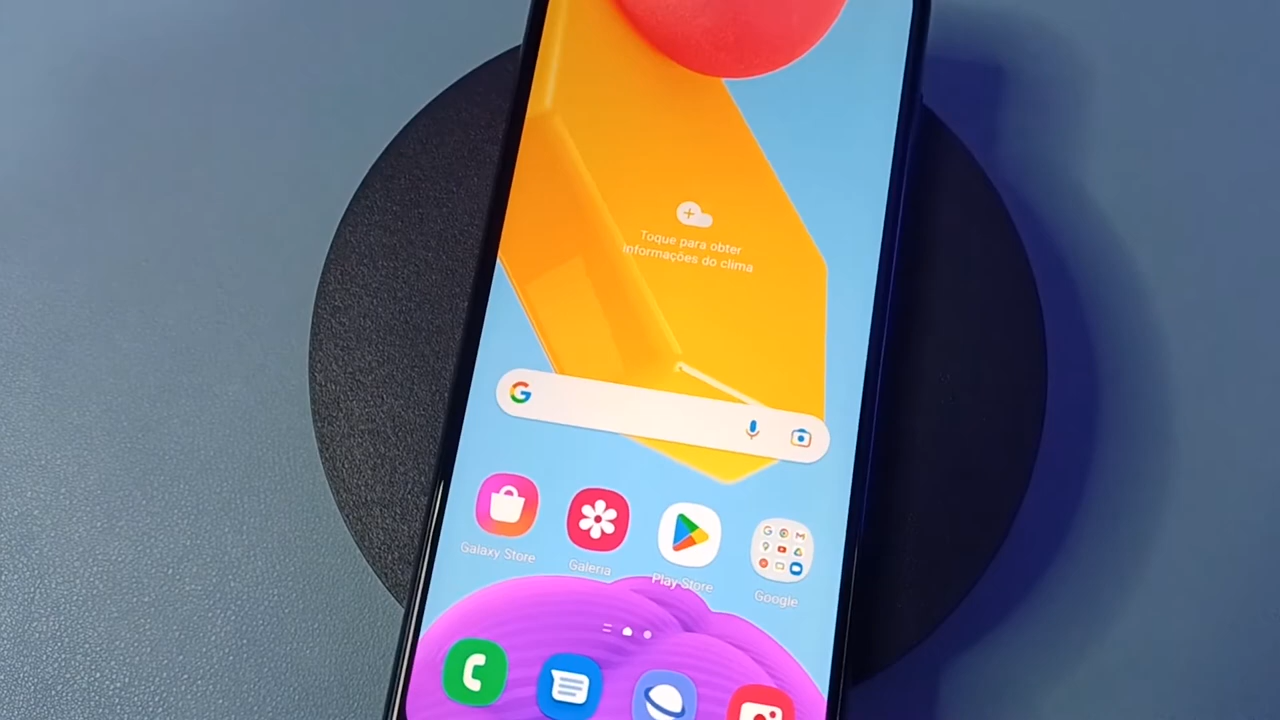 Toque para obter
informações do clima
G
Galaxy Store
Galeria
Play Store
Google